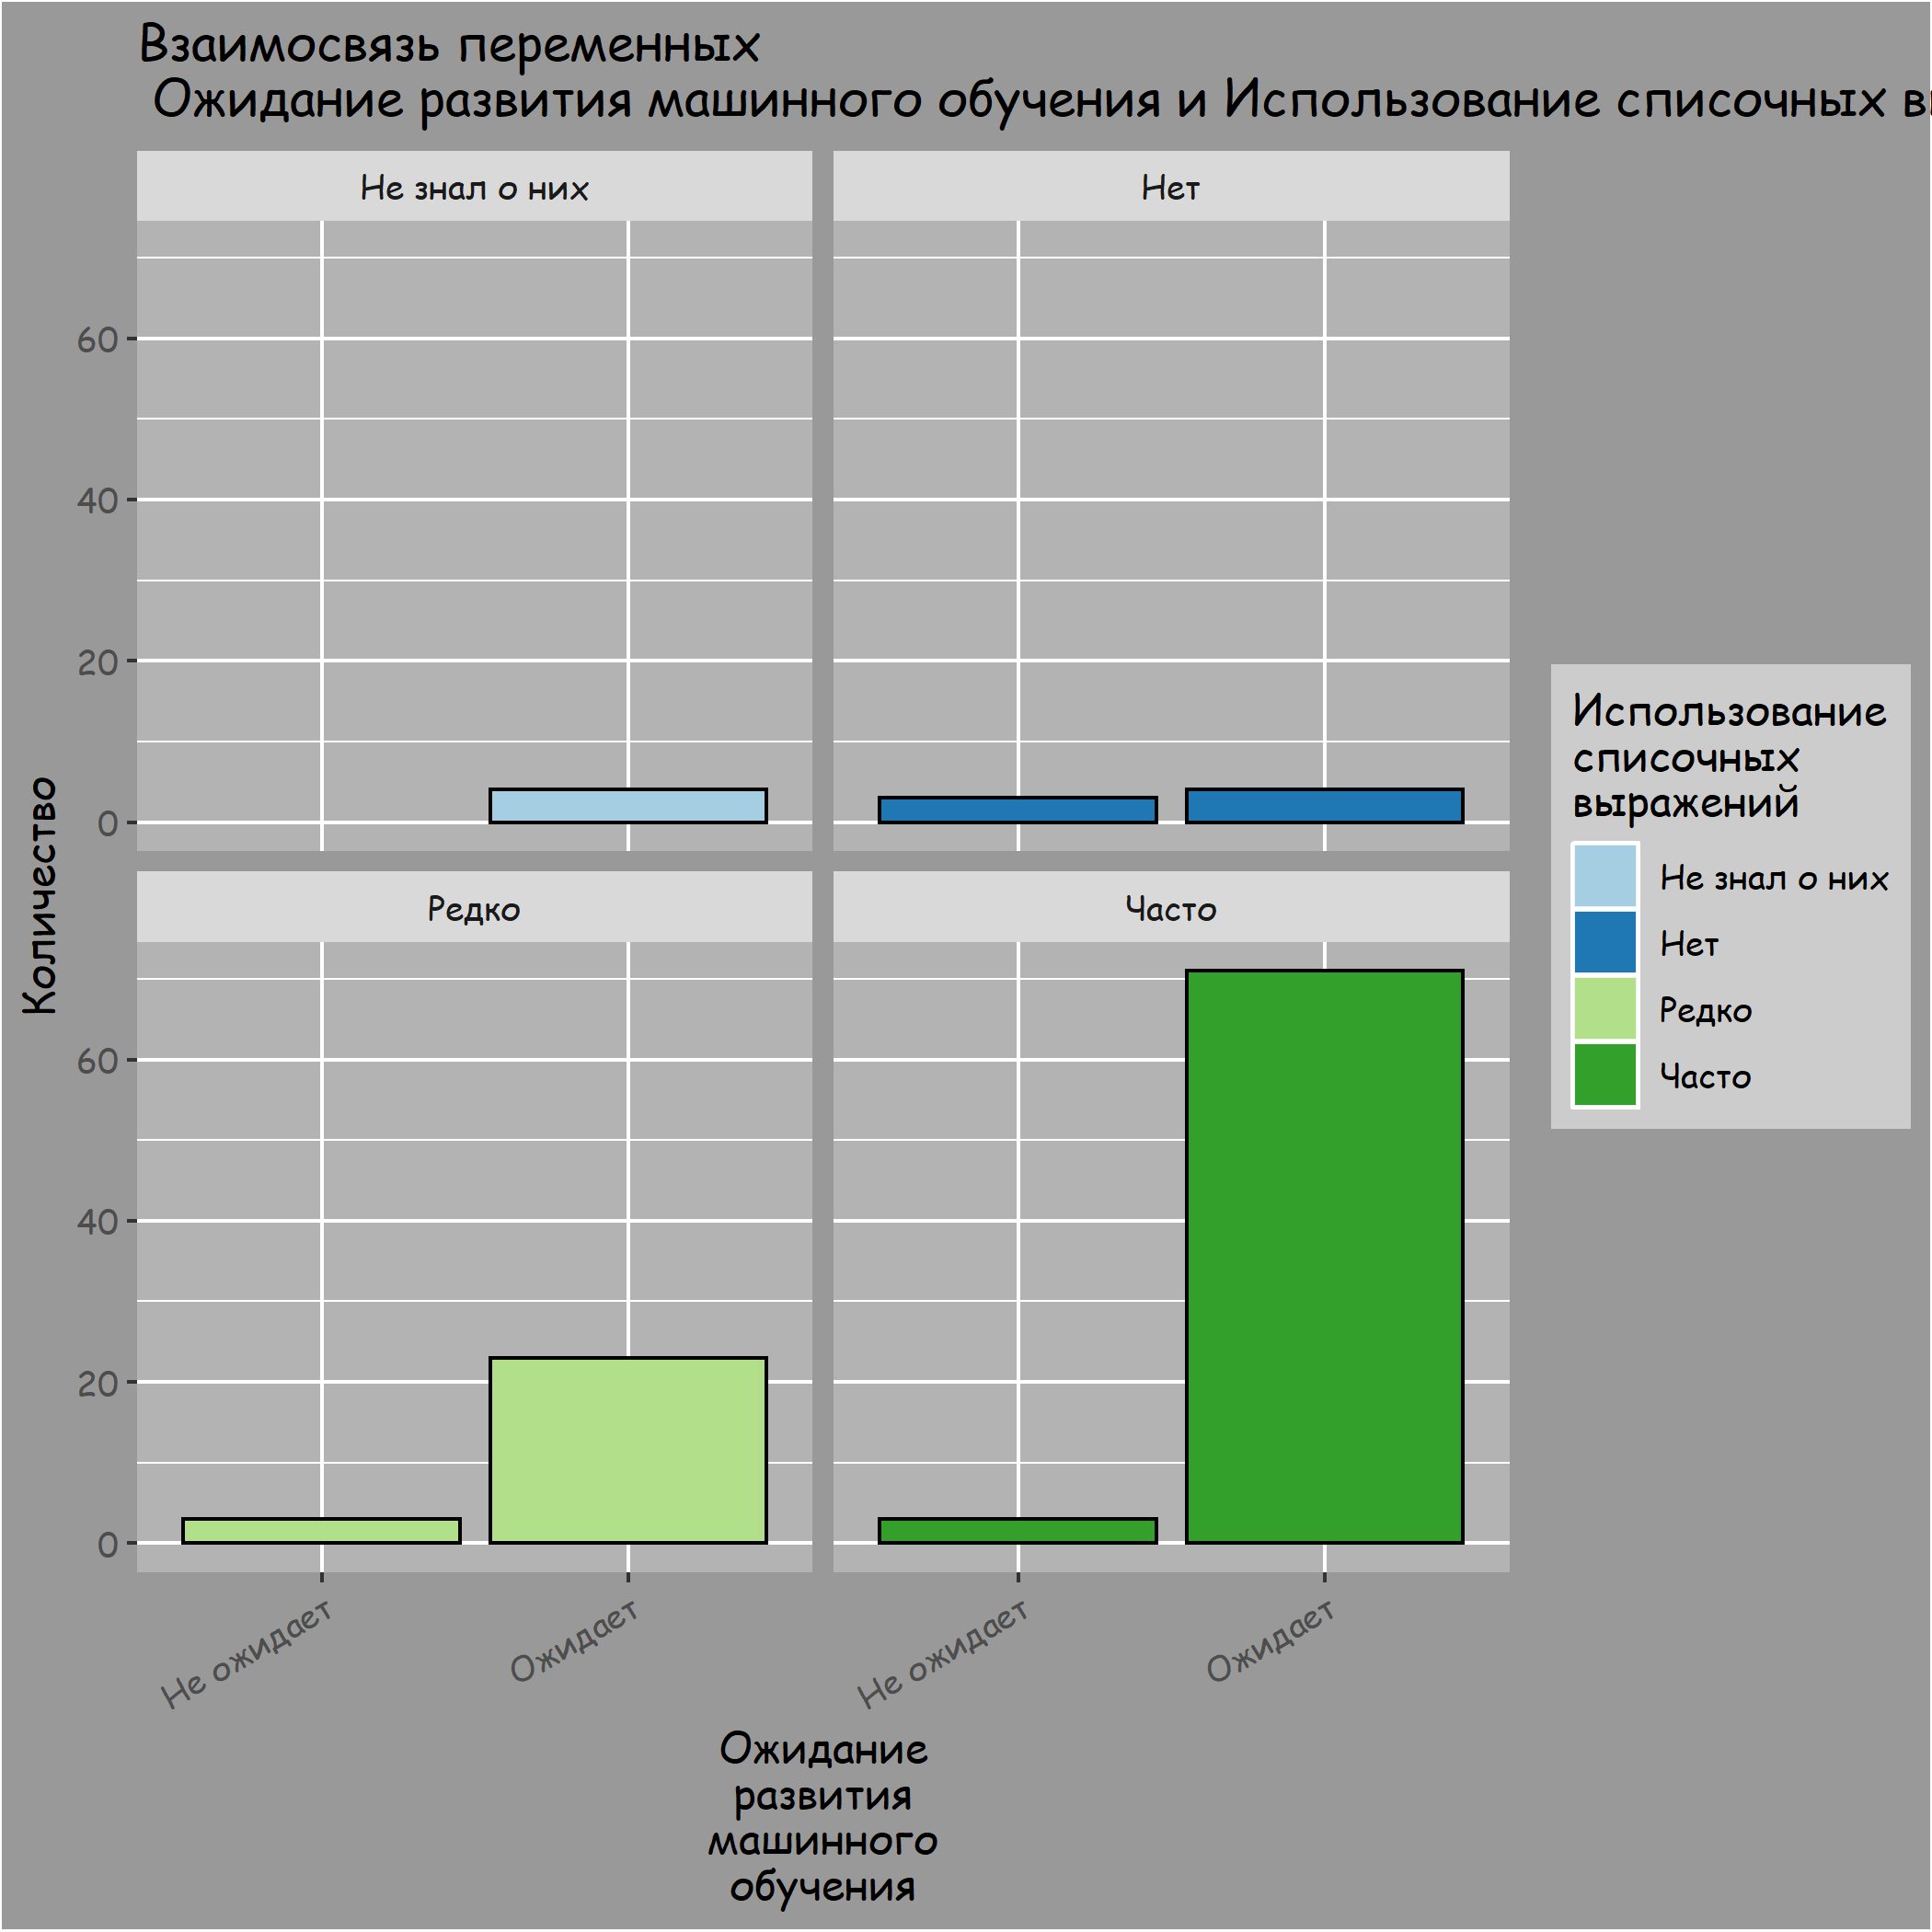 Взаимосвязь переменных
Ожидание развития машинного обучения и Использование списочных
Не знал о них
Нет
60
40
20
0
Количество
Редко
Часто
60
40
20
0
Не ожидает
Ожидает
Не ожидает
Ожидает
Ожидание
развития
машинного
обучения
Использование
списочных
выражений
Не знал о них
Нет
Редко
Часто